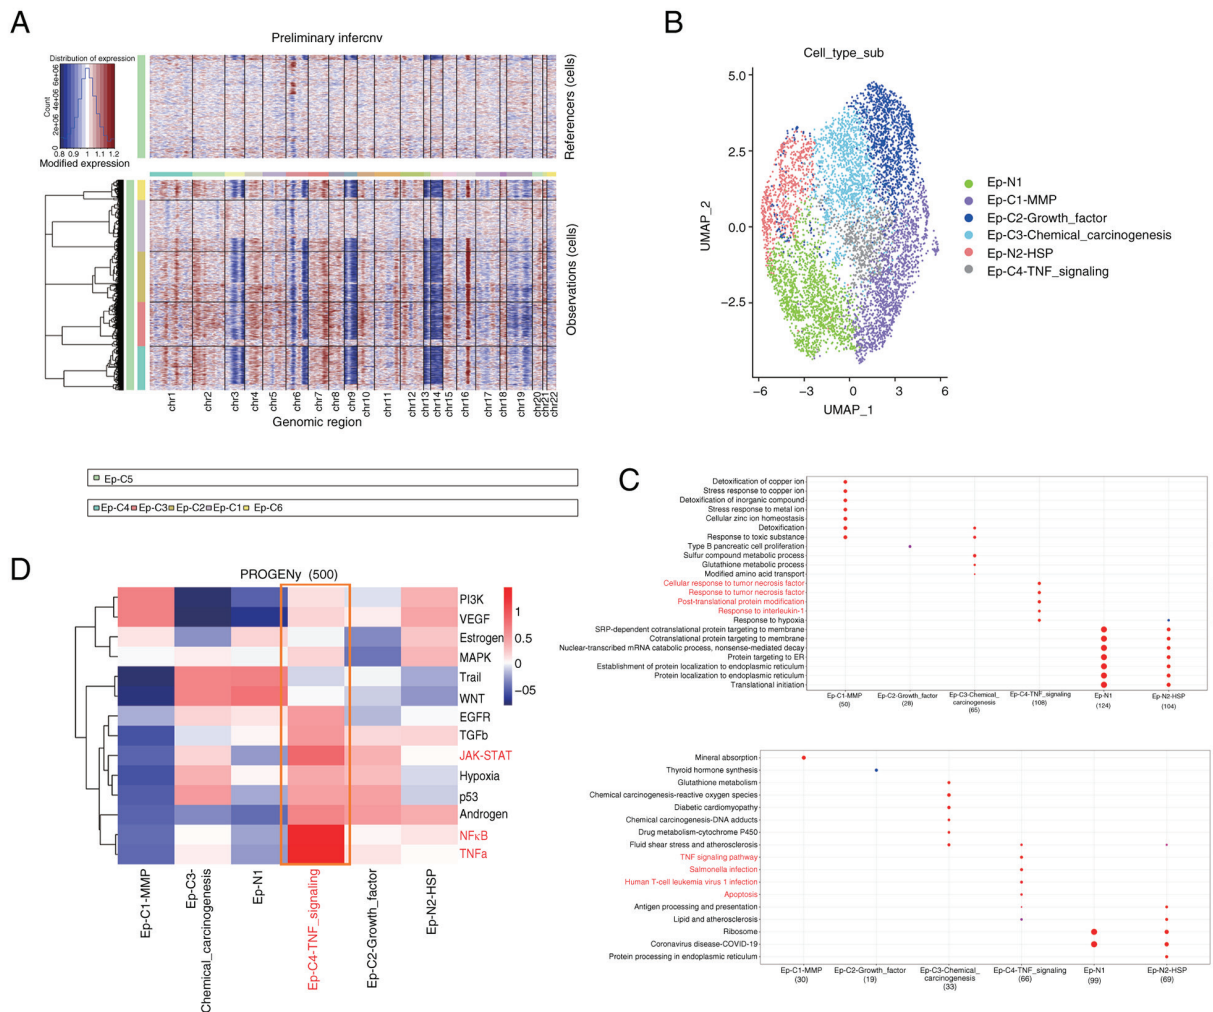 A
Preliminary infercnv
Distribution of expression
Count
0 2e+06 4e+06 6e+06
0.8 0.9 1 1.1 1.2
Modified expression
Referencers (cells)
Observations (cells)
chr1 chr2 chr3 chr4 chr5 chr6 chr7 chr8 chr9 chr10 chr11 chr12 chr13 chr14 chr15 chr16 chr17 chr18 chr19 chr20 chr21 chr22
Genomic region
Ep-C5
Ep-C4 Ep-C3 Ep-C2 Ep-C1 Ep-C6
B
Cell_type_sub
5.0
2.5
0.0
−2.5
UMAP_2
−6 −3 0 3 6
UMAP_1
Ep-N1
Ep-C1-MMP
Ep-C2-Growth_factor
Ep-C3-Chemical_carcinogenesis
Ep-N2-HSP
Ep-C4-TNF_signaling
C
Detoxification of copper ion
Stress response to copper ion
Detoxification of inorganic compound
Stress response to metal ion
Cellular zinc ion homeostasis
Detoxification
Response to toxic substance
Type B pancreatic cell proliferation
Sulfur compound metabolic process
Glutathione metabolic process
Modified amino acid transport
Cellular response to tumor necrosis factor
Response to tumor necrosis factor
Post-translational protein modification
Response to interleukin-1
Response to hypoxia
SRP-dependent cotranslational protein targeting to membrane
Cotranslational protein targeting to membrane
Nuclear-transcribed mRNA catabolic process, nonsense-mediated decay
Protein targeting to ER
Establishment of protein localization to endoplasmic reticulum
Protein localization to endoplasmic reticulum
Translational initiation
Ep-C1-MMP Ep-C2-Growth_factor Ep-C3-Chemical_ Ep-C4-TNF_signaling Ep-N1 Ep-N2-HSP
(50) (28) carcinogenesis (108) (124) (104)
(65)
Mineral absorption
Thyroid hormone synthesis
Glutathione metabolism
Chemical carcinogenesis-reactive oxygen species
Diabetic cardiomyopathy
Chemical carcinogenesis-DNA adducts
Drug metabolism-cytochrome P450
Fluid shear stress and atherosclerosis
TNF signaling pathway
Salmonella infection
Human T-cell leukemia virus 1 infection
Apoptosis
Antigen processing and presentation
Lipid and atherosclerosis
Ribosome
Coronavirus disease-COVID-19
Protein processing in endoplasmic reticulum
Ep-C1-MMP Ep-C2-Growth_factor Ep-C3-Chemical_ Ep-C4-TNF_signaling Ep-N1 Ep-N2-HSP
(30) (19) carcinogenesis (66) (99) (69)
(33)
D
PROGENy (500)
PI3K
VEGF
Estrogen
MAPK
Trail
WNT
EGFR
TGFb
JAK-STAT
Hypoxia
p53
Androgen
NFκB
TNFa
1
0.5
0
−05
Ep-C1-MMP
Ep-C3-
Chemical_carcinogenesis
Ep-N1
Ep-C4-TNF_signaling
Ep-C2-Growth_factor
Ep-N2-HSP